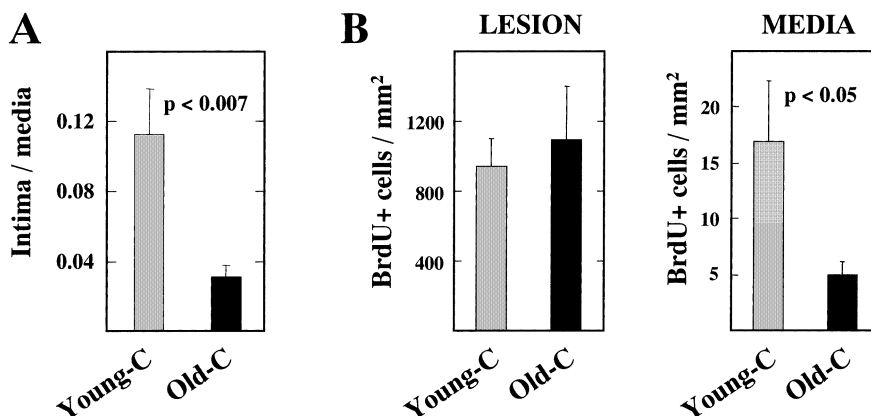 A
Intima / media
0.12
0.08
0.04
p < 0.007
Young-C
Old-C
B
LESION
BrdU+ cells / mm2
1200
800
400
Young-C
Old-C
MEDIA
BrdU+ cells / mm2
20
15
10
5
p < 0.05
Young-C
Old-C